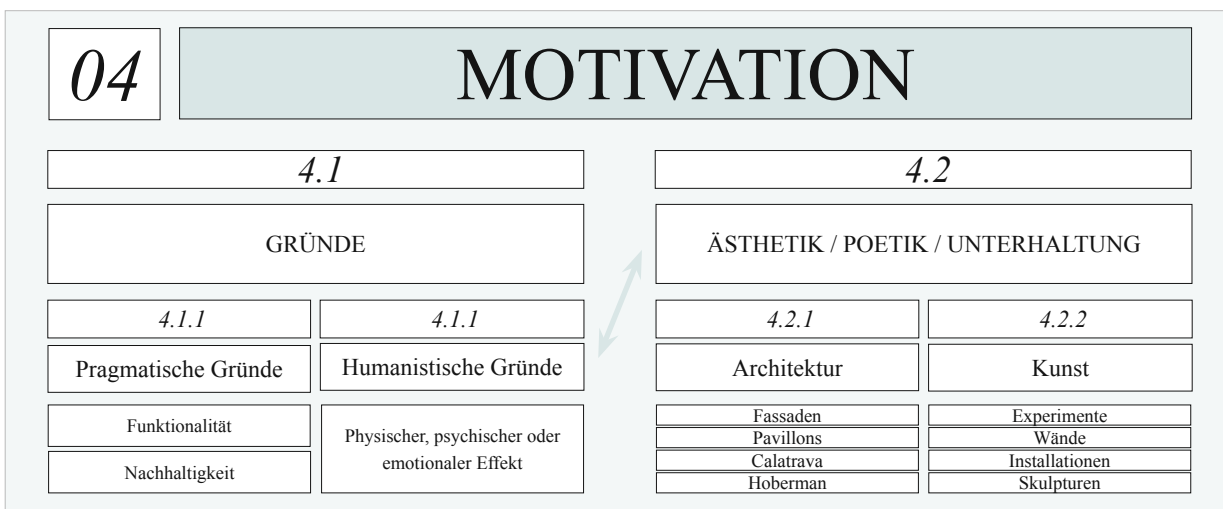 04
MOTIVATION
4.1
4.2
GRÜNDE
ÄSTHETIK / POETIK / UNTERHALTUNG
4.1.1
4.1.1
4.2.1
4.2.2
Pragmatische Gründe
Humanistische Gründe
Architektur
Kunst
Funktionalität
Nachhaltigkeit
Physischer, psychischer oder
emotionaler Effekt
Fassaden
Pavillons
Calatrava
Hoberman
Experimente
Wände
Installationen
Skulpturen